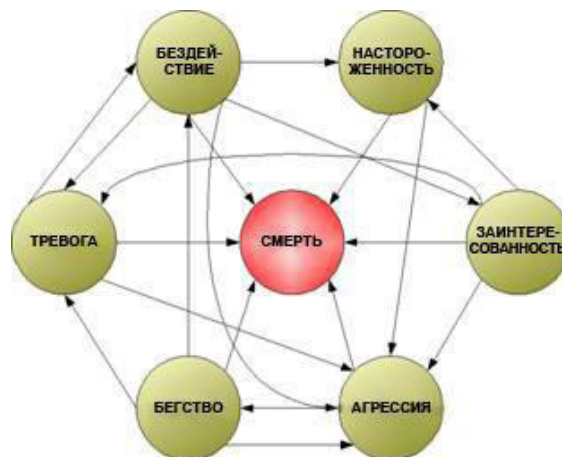 БЕЗДЕЙ-
СТВИЕ
НАСТОРО-
ЖЕННОСТЬ
ТРЕВОГА
СМЕРТЬ
ЗАИНТЕРЕ-
СОВАННОСТЬ
БЕГСТВО
АГРЕССИЯ